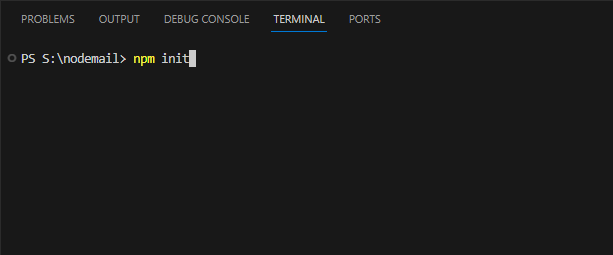 PROBLEMS OUTPUT DEBUG CONSOLE TERMINAL PORTS
PS S:\nodemail> npm init